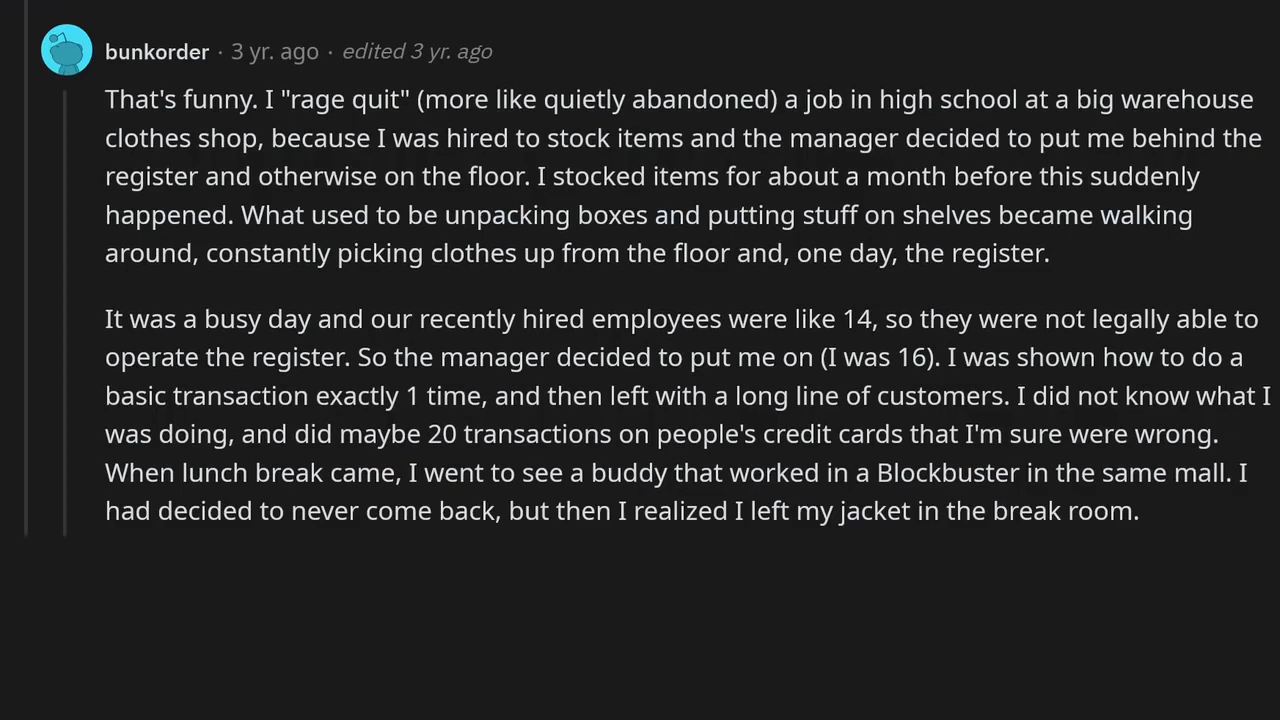 bunkorder · 3 yr. ago · edited 3 yr. ago
That's funny. I "rage quit" (more like quietly abandoned) a job in high school at a big warehouse
clothes shop, because I was hired to stock items and the manager decided to put me behind the
register and otherwise on the floor. I stocked items for about a month before this suddenly
happened. What used to be unpacking boxes and putting stuff on shelves became walking
around, constantly picking clothes up from the floor and, one day, the register.
It was a busy day and our recently hired employees were like 14, so they were not legally able to
operate the register. So the manager decided to put me on (I was 16). I was shown how to do a
basic transaction exactly 1 time, and then left with a long line of customers. I did not know what I
was doing, and did maybe 20 transactions on people's credit cards that I'm sure were wrong.
When lunch break came, I went to see a buddy that worked in a Blockbuster in the same mall. I
had decided to never come back, but then I realized I left my jacket in the break room.